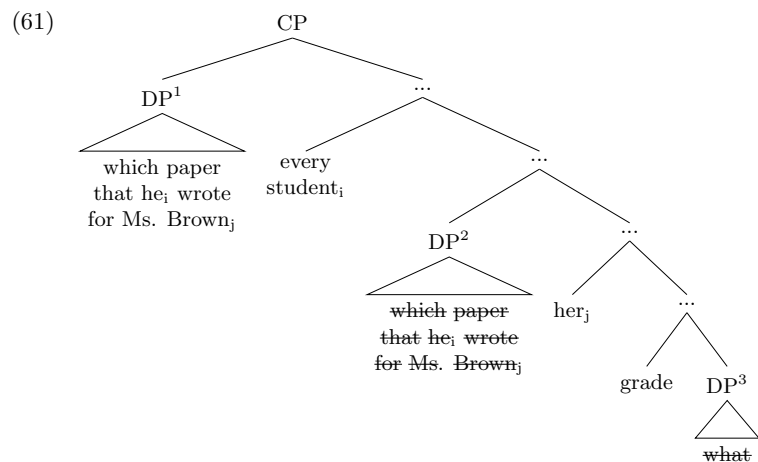 (61)
CP
DP¹
...
which paper
that heᵢ wrote
for Ms. Brownⱼ
every
studentᵢ
...
DP²
...
which paper
that heᵢ wrote
for Ms. Brownⱼ
herⱼ
...
grade
DP³
what